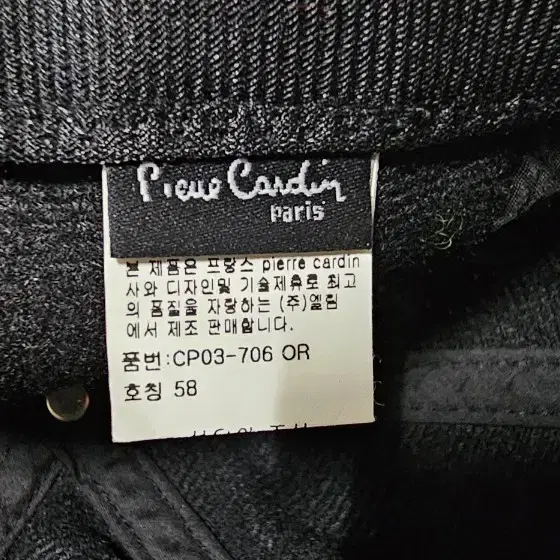 Pierre Cardin
paris
본 제품은 프랑스 pierre cardin
사와 디자인및 기술제휴로 최고
의 품질을 자랑하는 (주)엘림
에서 제조 판매합니다.
품번:CP03-706 OR
호칭 58